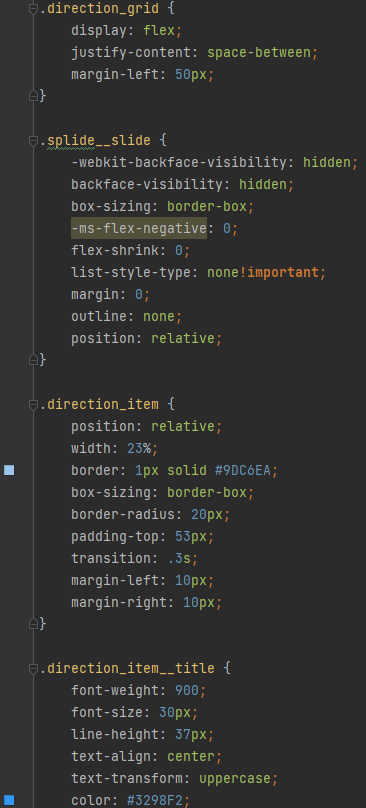 .direction_grid {
    display: flex;
    justify-content: space-between;
    margin-left: 50px;
}
.splide__slide {
    -webkit-backface-visibility: hidden;
    backface-visibility: hidden;
    box-sizing: border-box;
    -ms-flex-negative: 0;
    flex-shrink: 0;
    list-style-type: none!important;
    margin: 0;
    outline: none;
    position: relative;
}
.direction_item {
    position: relative;
    width: 23%;
    border: 1px solid #9DC6EA;
    box-sizing: border-box;
    border-radius: 20px;
    padding-top: 53px;
    transition: .3s;
    margin-left: 10px;
    margin-right: 10px;
}
.direction_item__title {
    font-weight: 900;
    font-size: 30px;
    line-height: 37px;
    text-align: center;
    text-transform: uppercase;
    color: #3298F2;